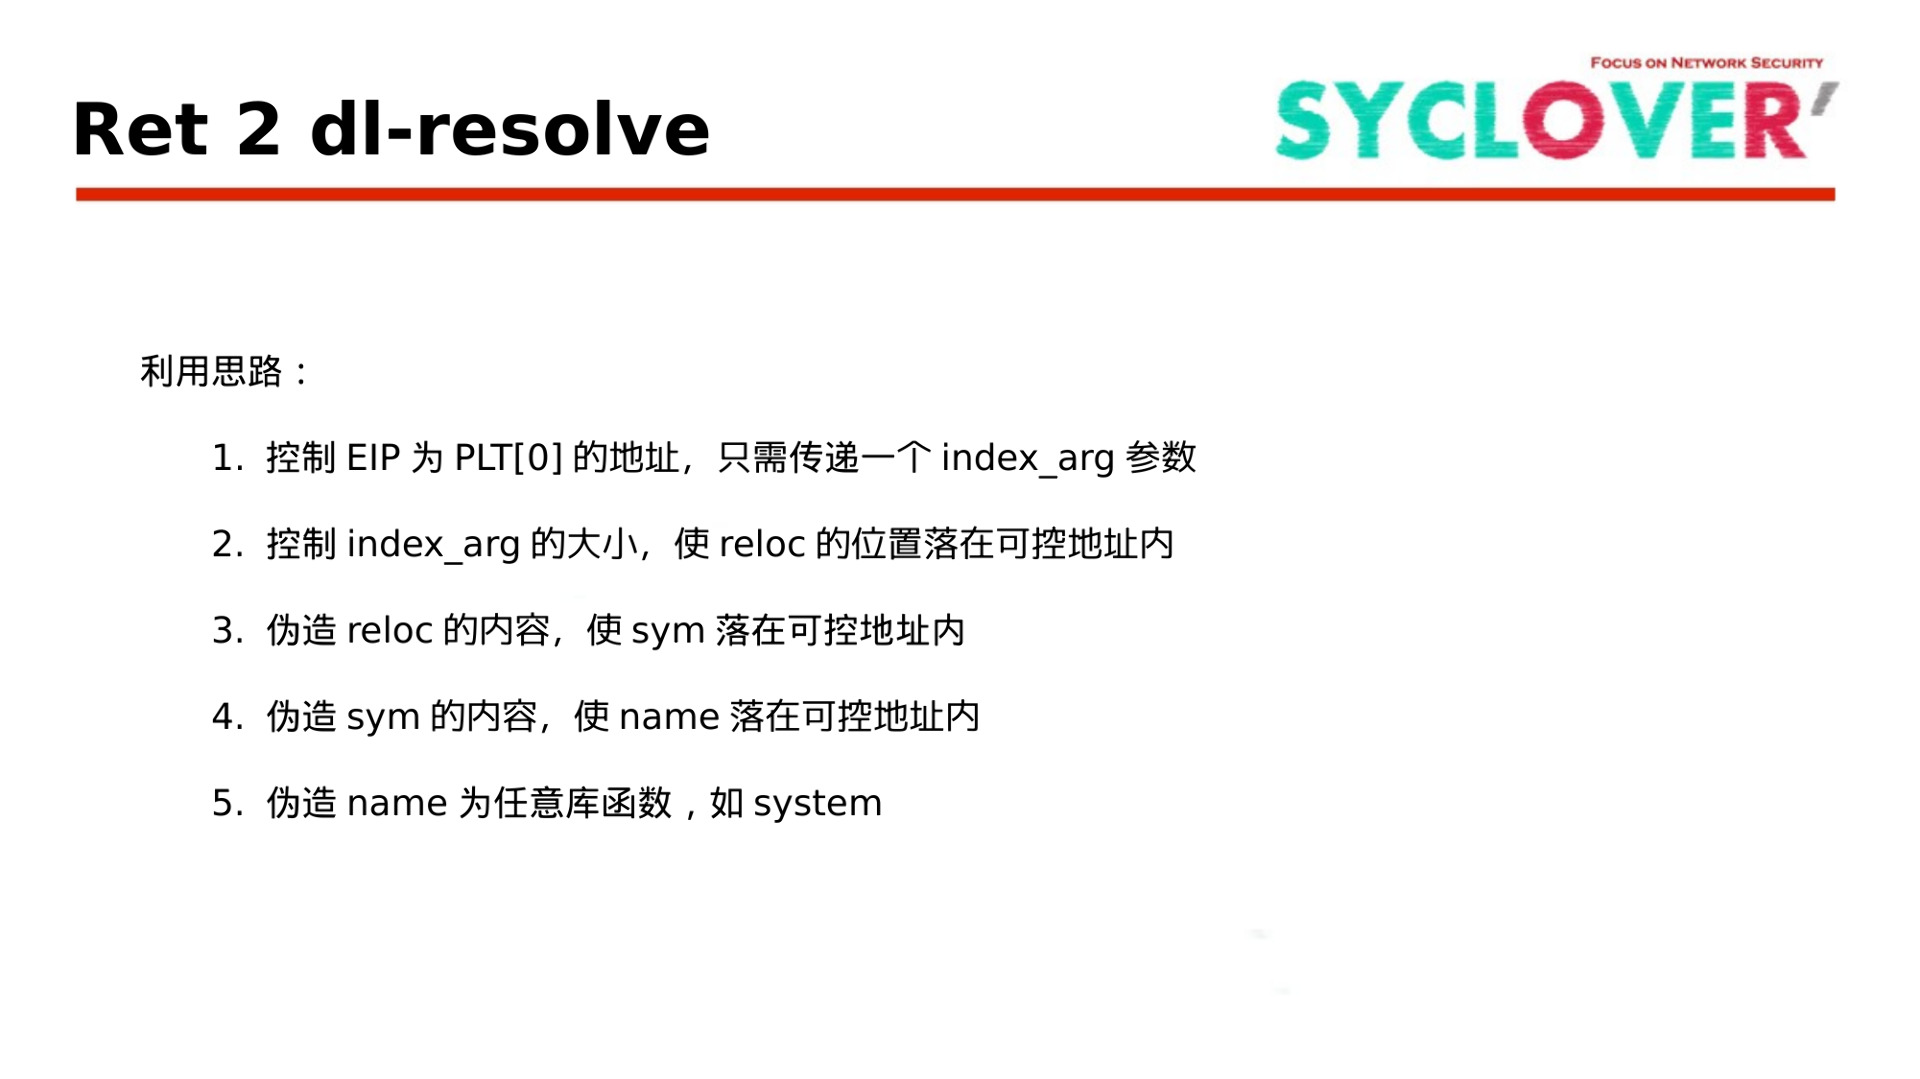 FOCUS ON NETWORK SECURITY
SYCLOVER'
Ret 2 dl-resolve
利用思路：
1. 控制 EIP 为 PLT[0] 的地址，只需传递一个 index_arg 参数
2. 控制 index_arg 的大小，使 reloc 的位置落在可控地址内
3. 伪造 reloc 的内容，使 sym 落在可控地址内
4. 伪造 sym 的内容，使 name 落在可控地址内
5. 伪造 name 为任意库函数，如 system